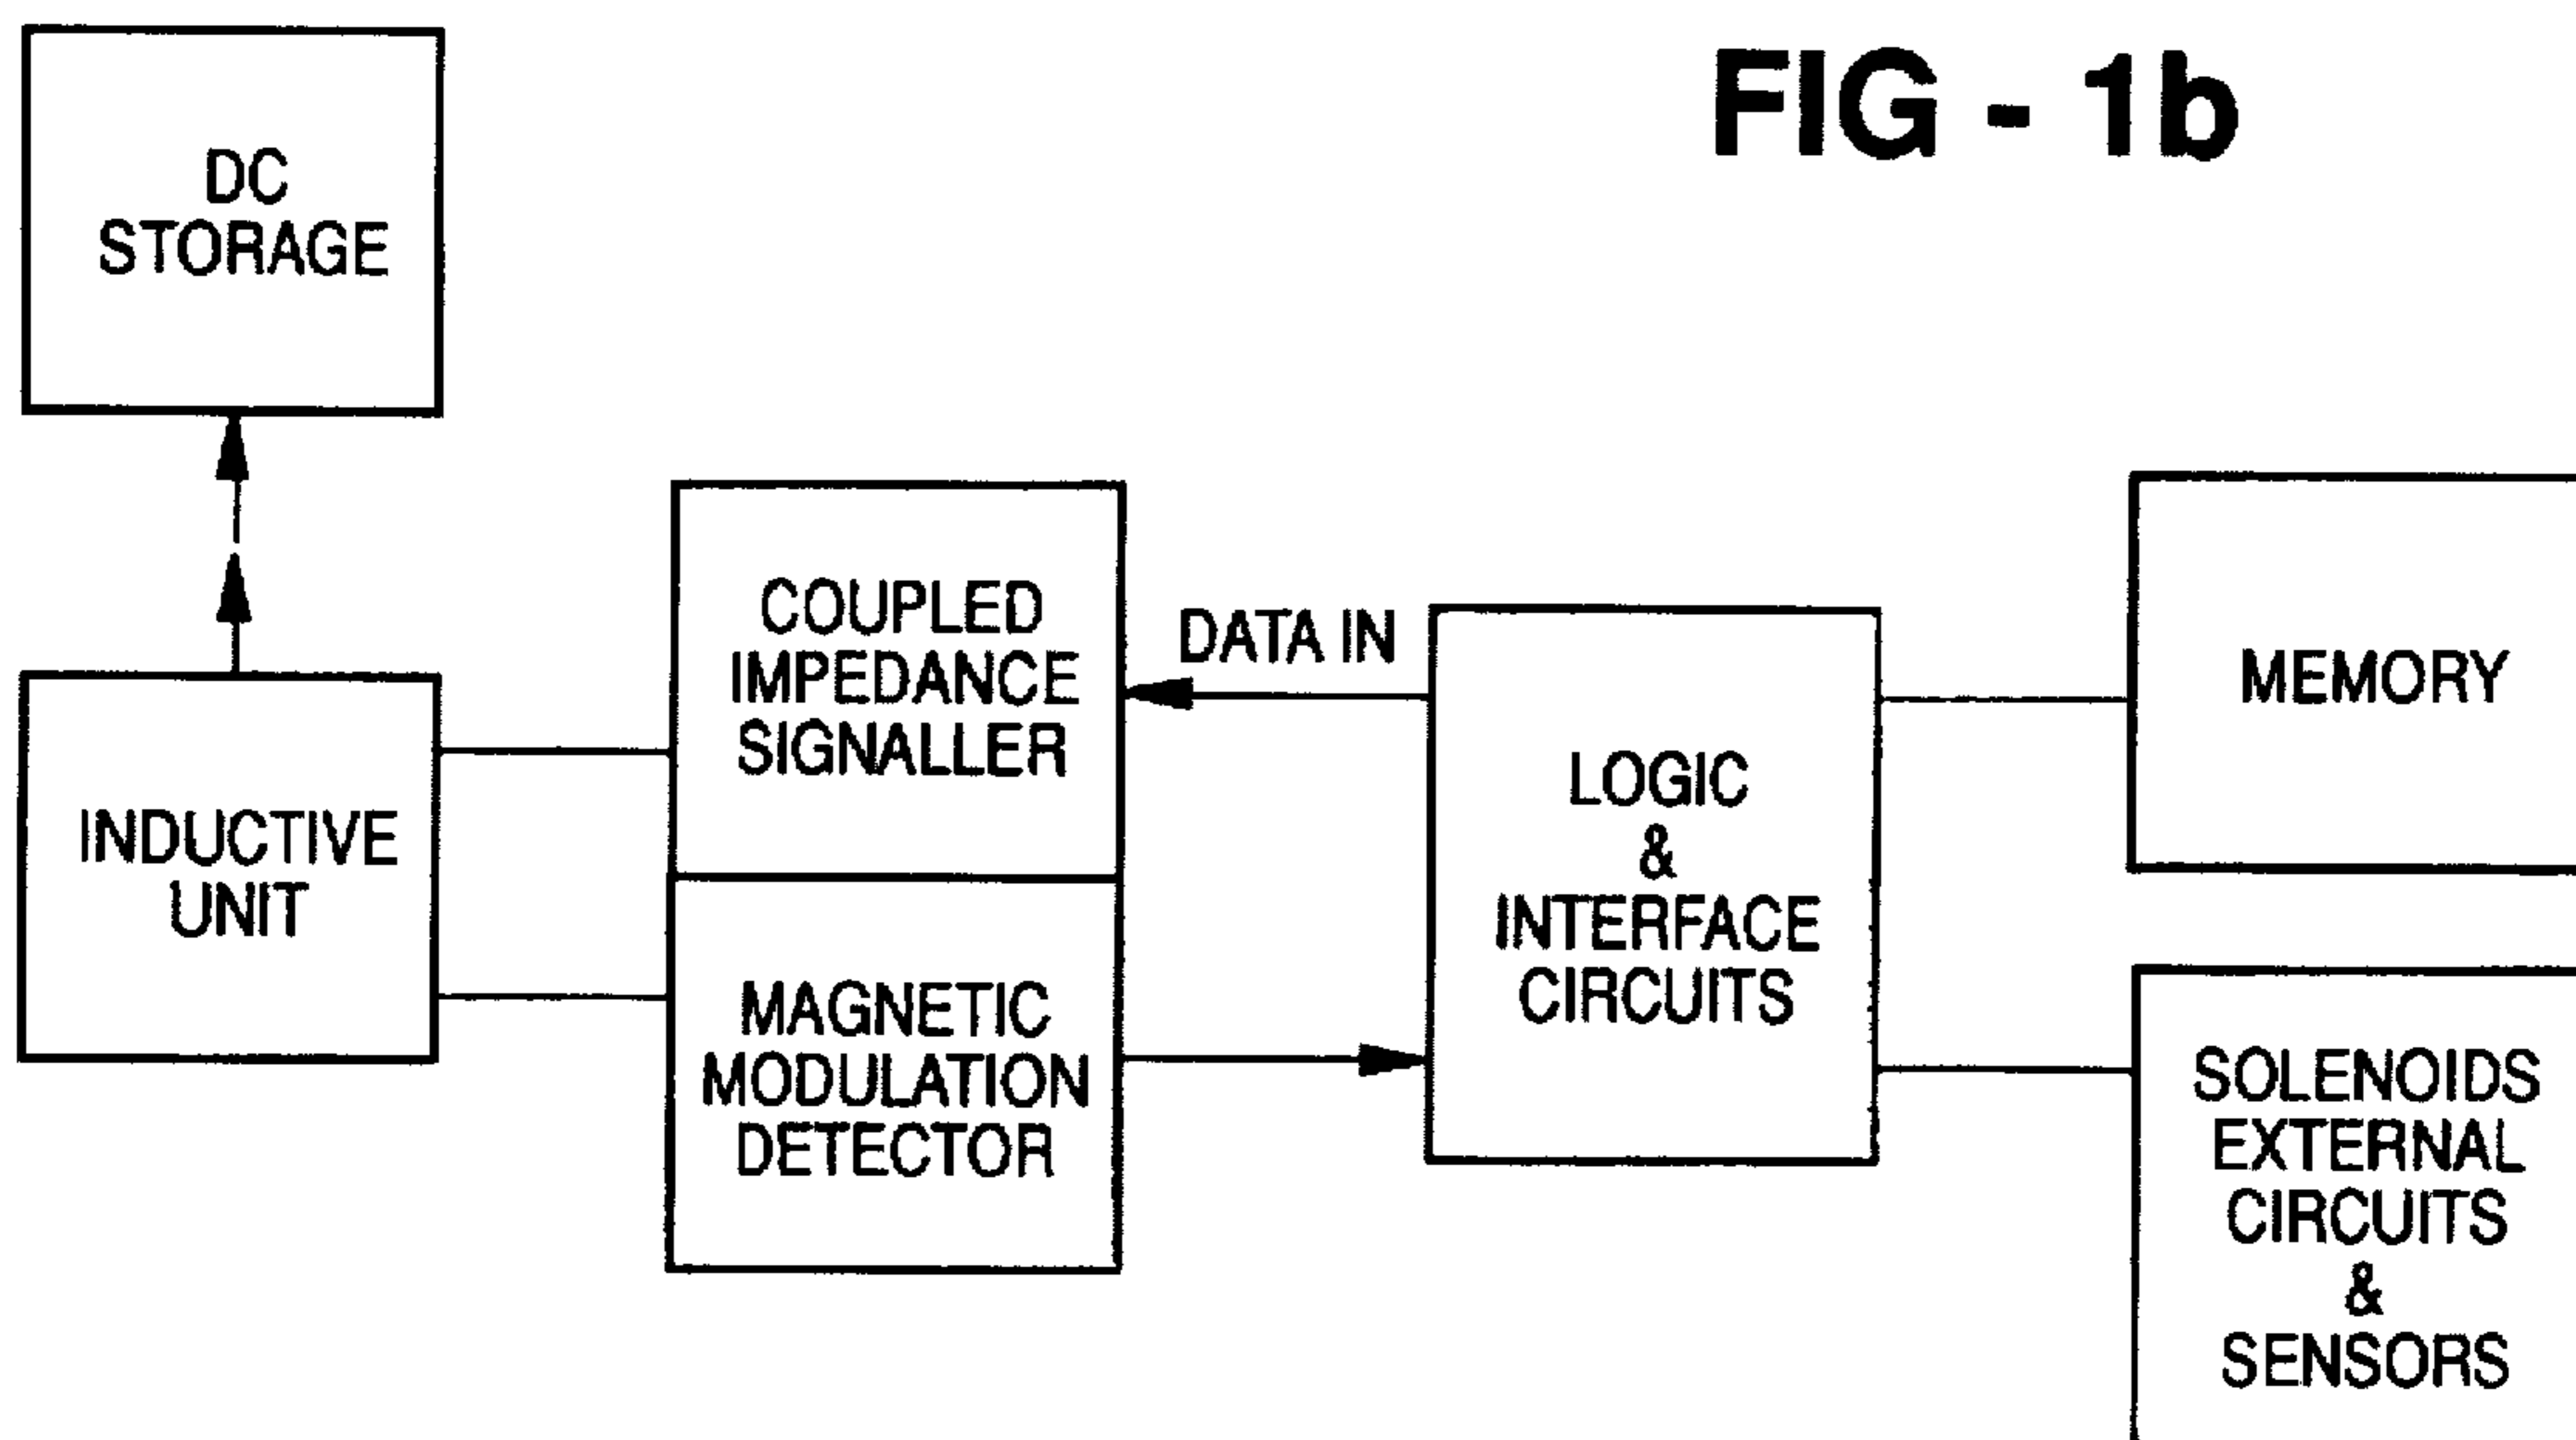 FIG - 1b
DC
STORAGE
INDUCTIVE
UNIT
COUPLED
IMPEDANCE
SIGNALLER
MAGNETIC
MODULATION
DETECTOR
DATA IN
LOGIC
&
INTERFACE
CIRCUITS
MEMORY
SOLENOIDS
EXTERNAL
CIRCUITS
&
SENSORS